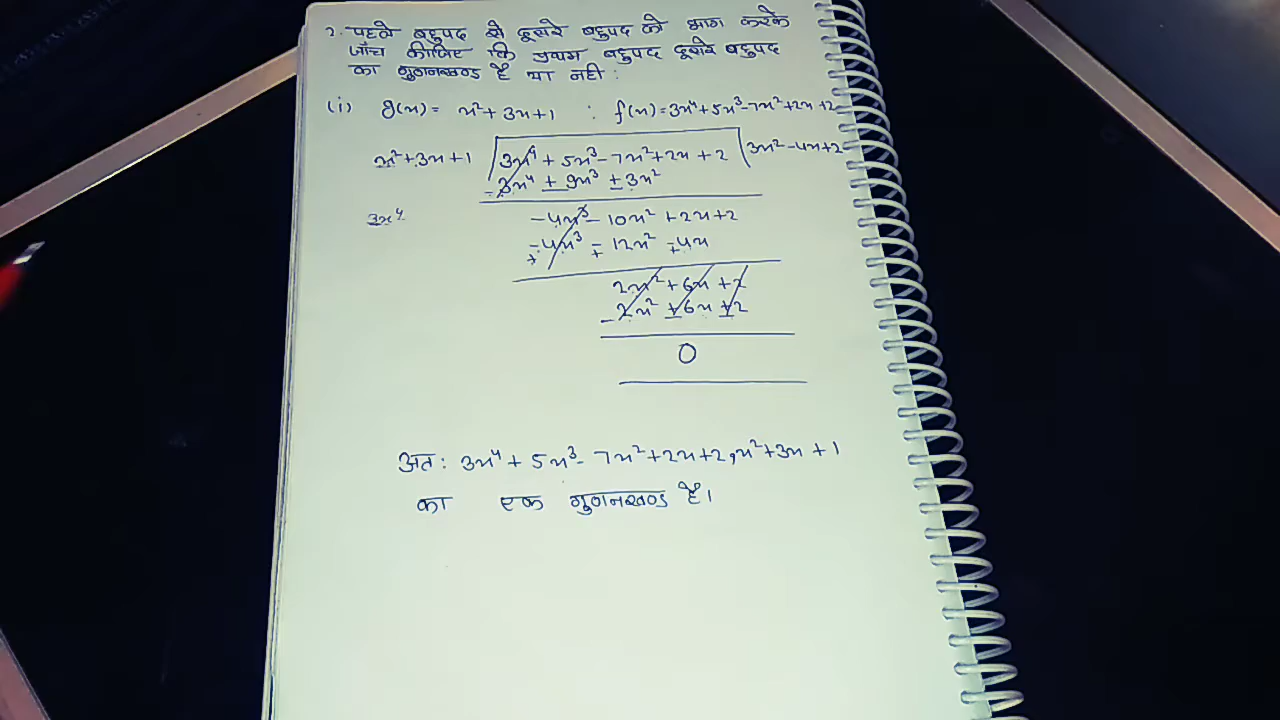 2. पहले बहुपद से दूसरे बहुपद को भाग करके
जाँच कीजिए कि प्रथम बहुपद दूसरे बहुपद
का गुणनखण्ड है या नही :
(i) g(x) = x²+3x+1 : f(x)=3x⁴+5x³-7x²+2x+2
x²+3x+1 3x⁴+5x³-7x²+2x+2 3x²-4x+2
-3x⁴ + 9x³ + 3x²
3x⁴ -4x³-10x²+2x+2
-4x³ - 12x² - 4x
2x²+6x+2
2x² +6x +2
0
अत: 3x⁴+5x³-7x²+2x+2, x²+3x+1
का एक गुणनखण्ड है।